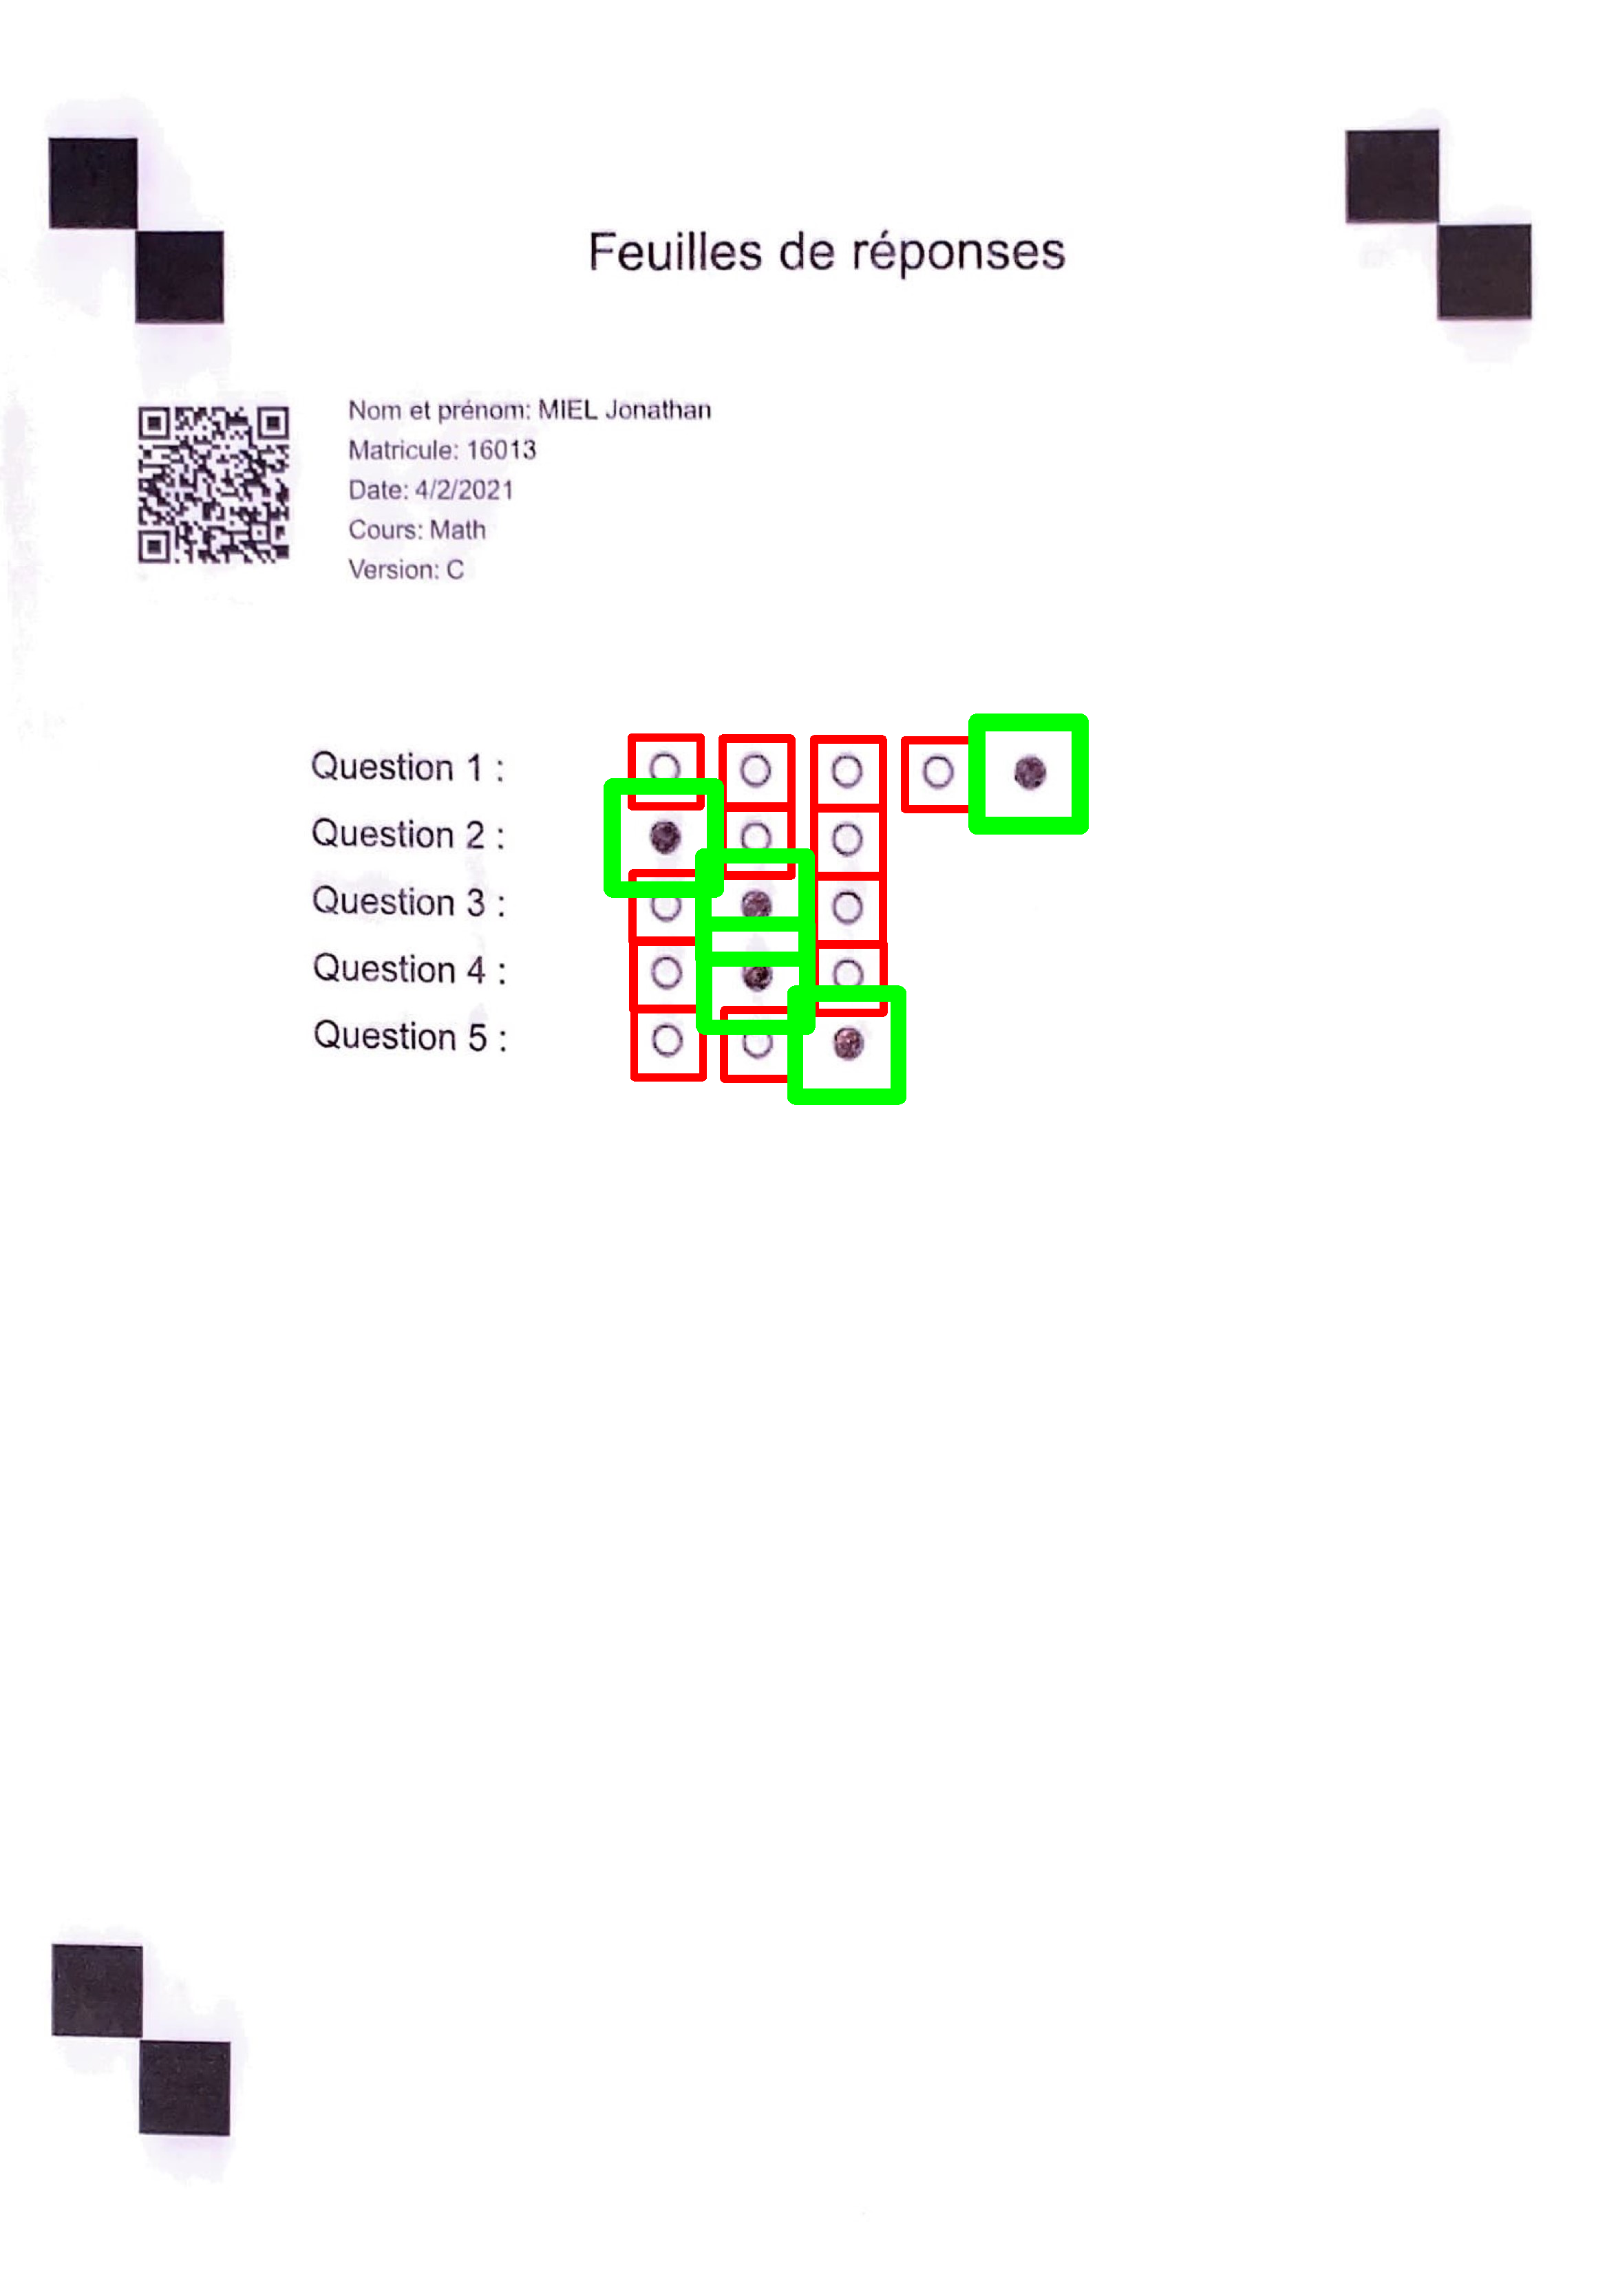 Feuilles de réponses
Nom et prénom: MIEL Jonathan
Matricule: 16013
Date: 4/2/2021
Cours: Math
Version: C
Question 1 :
Question 2 :
Question 3 :
Question 4 :
Question 5 :